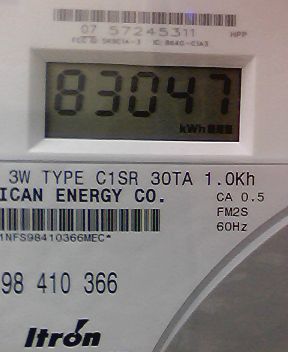 07 57245311 HPP
83047
kWh
3W TYPE C1SR 30TA 1.0Kh
ICAN ENERGY CO. CA 0.5
FM2S
60Hz
1NFS98410366MEC*
98 410 366
Itron